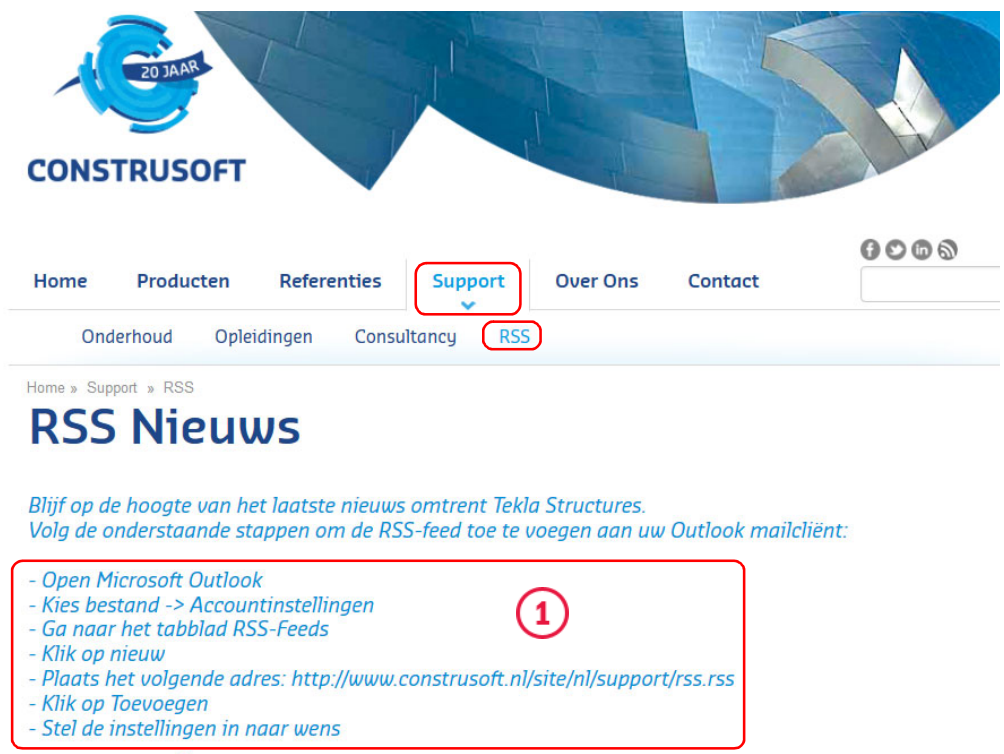 20 JAAR
CONSTRUSOFT
Home Producten Referenties Support Over Ons Contact
Onderhoud Opleidingen Consultancy RSS
Home » Support » RSS
RSS Nieuws
Blijf op de hoogte van het laatste nieuws omtrent Tekla Structures.
Volg de onderstaande stappen om de RSS-feed toe te voegen aan uw Outlook mailcliënt:
- Open Microsoft Outlook
- Kies bestand -> Accountinstellingen
- Ga naar het tabblad RSS-Feeds
- Klik op nieuw
- Plaats het volgende adres: http://www.construsoft.nl/site/nl/support/rss.rss
- Klik op Toevoegen
- Stel de instellingen in naar wens
1